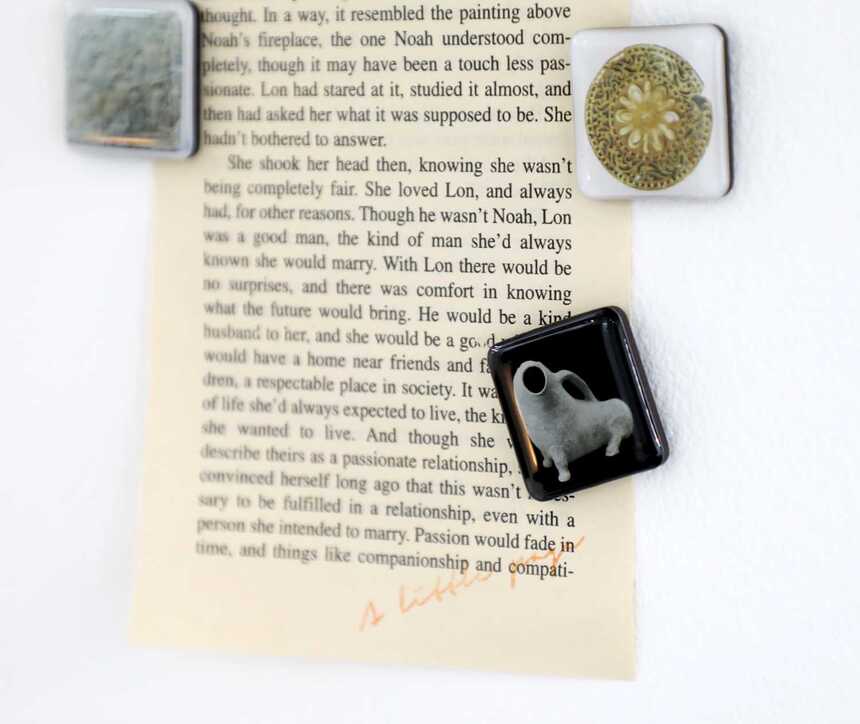 thought. In a way, it resembled the painting above
Noah's fireplace, the one Noah understood com-
pletely, though it may have been a touch less pas-
sionate. Lon had stared at it, studied it almost, and
then had asked her what it was supposed to be. She
hadn't bothered to answer.
She shook her head then, knowing she wasn't
being completely fair. She loved Lon, and always
had, for other reasons. Though he wasn't Noah, Lon
was a good man, the kind of man she'd always
known she would marry. With Lon there would be
no surprises, and there was comfort in knowing
what the future would bring. He would be a kind
husband to her, and she would be a good
would have a home near friends and
dren, a respectable place in society. It
of life she'd always expected to live, the
she wanted to live. And though she
describe theirs as a passionate relationship,
convinced herself long ago that this wasn't
sary to be fulfilled in a relationship, even with a
person she intended to marry. Passion would fade in
time, and things like companionship and compati-
A little page